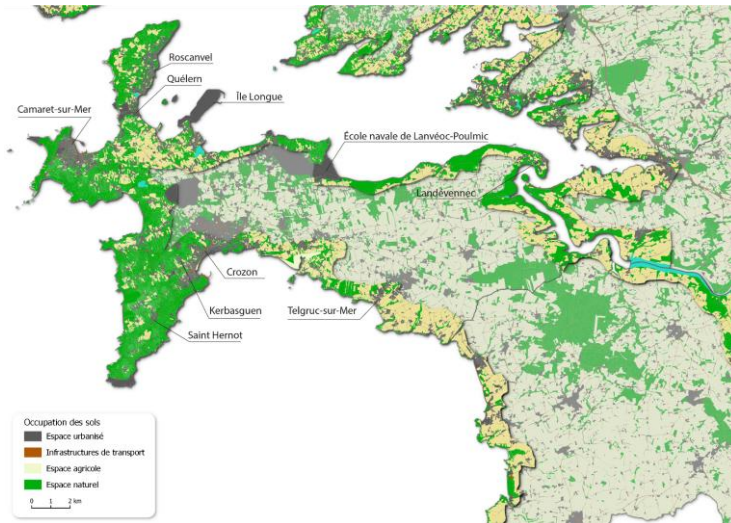 Roscanvel
Quélern
Île Longue
Camaret-sur-Mer
École navale de Lanvéoc-Poulmic
Landévennec
Crozon
Kerbasguen
Telgruc-sur-Mer
Saint Hernot
Occupation des sols
Espace urbanisé
Infrastructures de transport
Espace agricole
Espace naturel
0 1 2 km